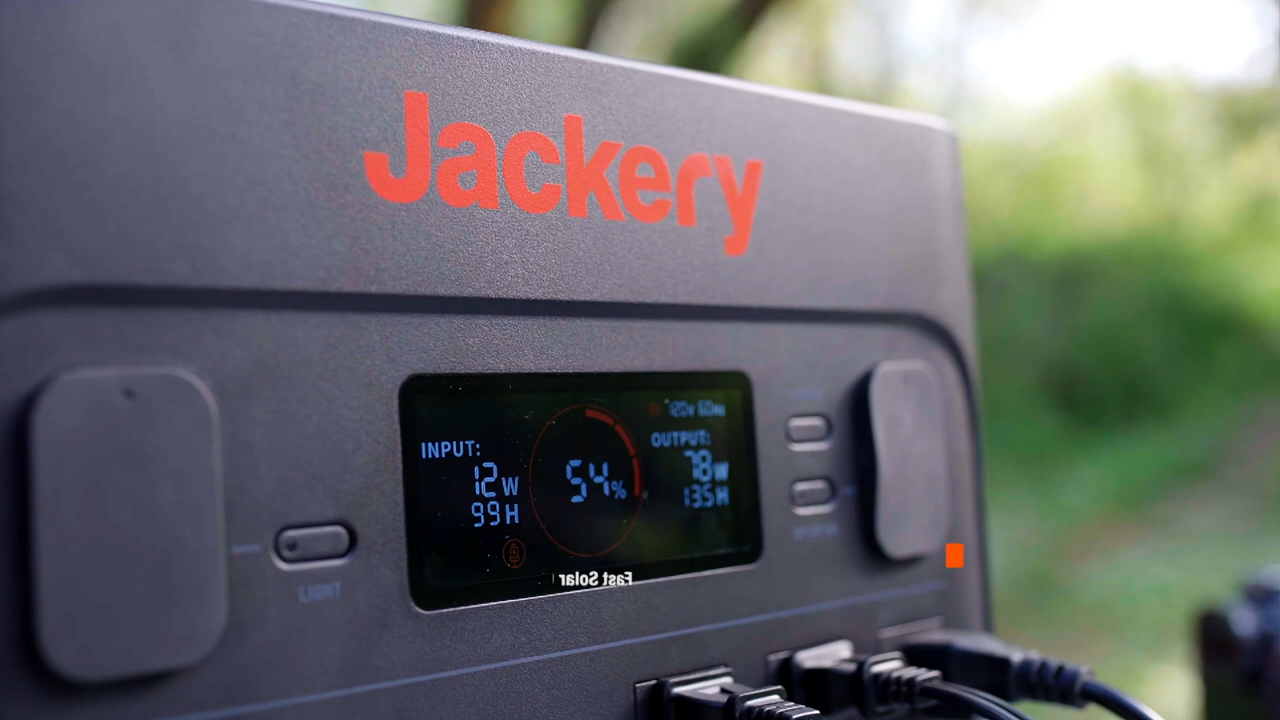 Jackery
INPUT:
12W
99H
54%
120V 60Hz
OUTPUT:
78W
13.5H
LIGHT
Fast Solar